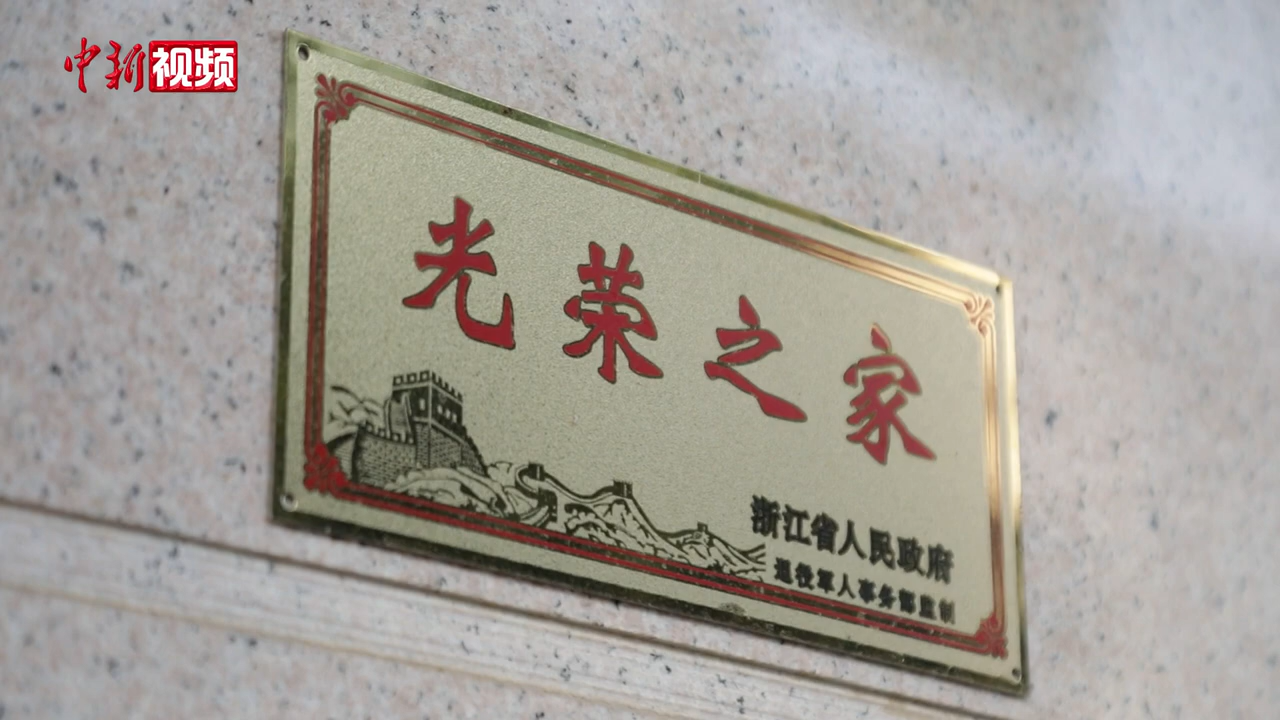 中新视频
光荣之家
浙江省人民政府
退役军人事务部监制